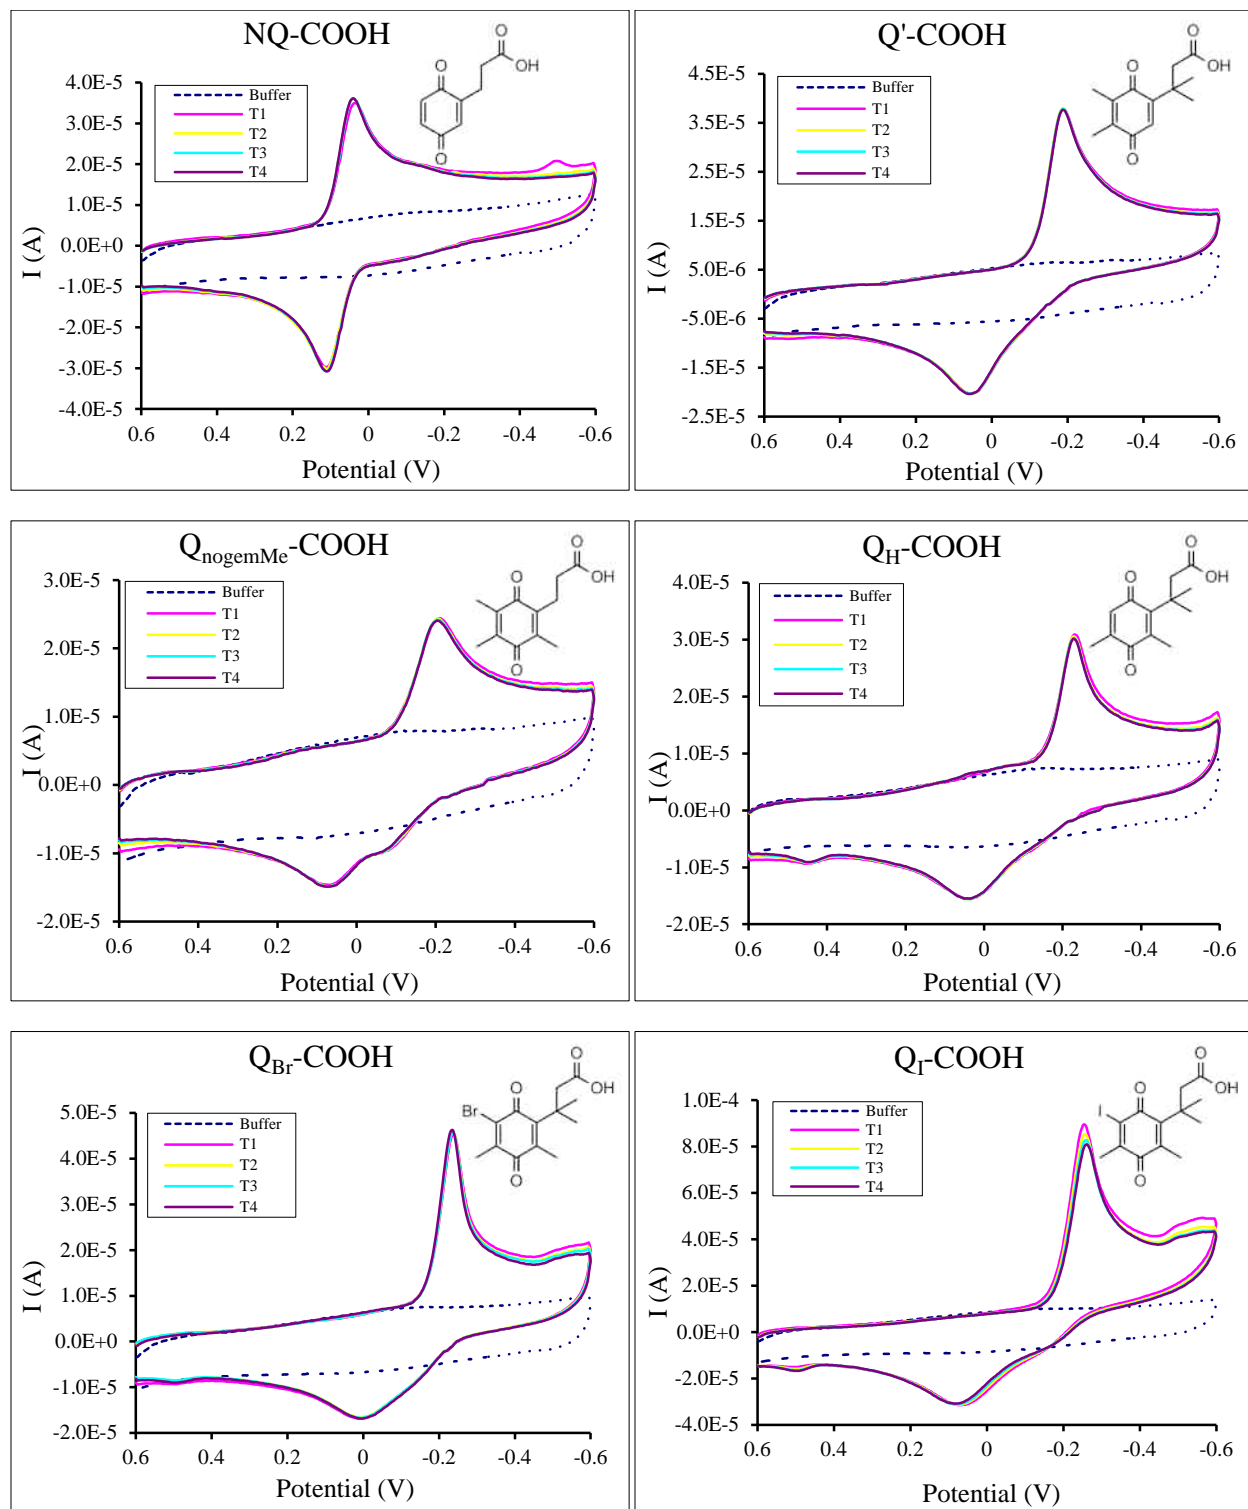 NQ-COOH
O
OH
O
O
4.0E-5
3.0E-5
2.0E-5
1.0E-5
0.0E+0
-1.0E-5
-2.0E-5
-3.0E-5
-4.0E-5
I (A)
Buffer
T1
T2
T3
T4
0.6 0.4 0.2 0 -0.2 -0.4 -0.6
Potential (V)
Q'-COOH
O
OH
O
O
4.5E-5
3.5E-5
2.5E-5
1.5E-5
5.0E-6
-5.0E-6
-1.5E-5
-2.5E-5
I (A)
Buffer
T1
T2
T3
T4
0.6 0.4 0.2 0 -0.2 -0.4 -0.6
Potential (V)
QnogemMe-COOH
O
OH
O
O
3.0E-5
2.0E-5
1.0E-5
0.0E+0
-1.0E-5
-2.0E-5
I (A)
Buffer
T1
T2
T3
T4
0.6 0.4 0.2 0 -0.2 -0.4 -0.6
Potential (V)
QH-COOH
O
OH
O
O
4.0E-5
3.0E-5
2.0E-5
1.0E-5
0.0E+0
-1.0E-5
-2.0E-5
I (A)
Buffer
T1
T2
T3
T4
0.6 0.4 0.2 0 -0.2 -0.4 -0.6
Potential (V)
QBr-COOH
O
OH
O
Br
O
5.0E-5
4.0E-5
3.0E-5
2.0E-5
1.0E-5
0.0E+0
-1.0E-5
-2.0E-5
I (A)
Buffer
T1
T2
T3
T4
0.6 0.4 0.2 0 -0.2 -0.4 -0.6
Potential (V)
QI-COOH
O
OH
O
I
O
1.0E-4
8.0E-5
6.0E-5
4.0E-5
2.0E-5
0.0E+0
-2.0E-5
-4.0E-5
I (A)
Buffer
T1
T2
T3
T4
0.6 0.4 0.2 0 -0.2 -0.4 -0.6
Potential (V)